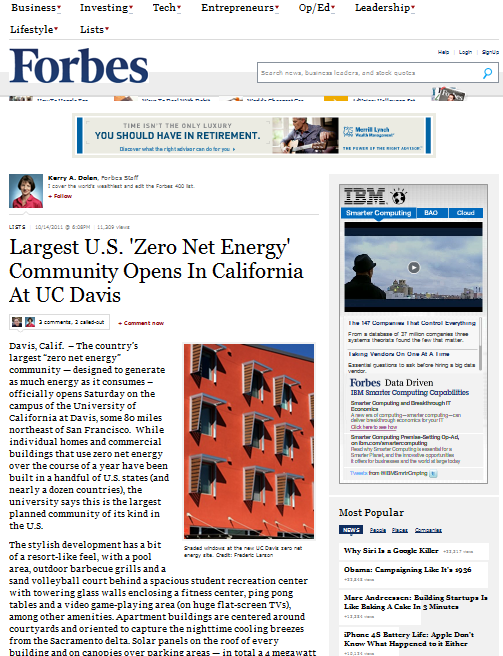 Business Investing Tech Entrepreneurs Op/Ed Leadership
Lifestyle Lists
Forbes
Help | Login | SignUp
Search news, business leaders, and stock quotes
TIME ISN'T THE ONLY LUXURY
YOU SHOULD HAVE IN RETIREMENT.
Discover what the right advisor can do for you
Merrill Lynch
Wealth Management
THE POWER OF THE RIGHT ADVISOR
Kerry A. Dolan, Forbes Staff
I cover the world's wealthiest and edit the Forbes 400 list.
+ Follow
LISTS | 10/14/2011 @ 6:08PM | 11,309 views
Largest U.S. 'Zero Net Energy'
Community Opens In California
At UC Davis
3 comments, 2 called-out
+ Comment now
Davis, Calif. – The country's
largest "zero net energy"
community — designed to generate
as much energy as it consumes –
officially opens Saturday on the
campus of the University of
California at Davis, some 80 miles
northeast of San Francisco. While
individual homes and commercial
buildings that use zero net energy
over the course of a year have been
built in a handful of U.S. states (and
nearly a dozen countries), the
university says this is the largest
planned community of its kind in
the U.S.
Shaded windows at the new UC Davis zero net
energy site. Credit: Frederic Larson
The stylish development has a bit
of a resort-like feel, with a pool
area, outdoor barbecue grills and a
sand volleyball court behind a spacious student recreation center
with towering glass walls enclosing a fitness center, ping pong
tables and a video game-playing area (on huge flat-screen TVs),
among other amenities. Apartment buildings are centered around
courtyards and oriented to capture the nighttime cooling breezes
from the Sacramento delta. Solar panels on the roof of every
building and on canopies over parking areas — in total a 4 megawatt
IBM
Smarter Computing BAO Cloud
The 147 Companies That Control Everything
From a database of 37 million companies three
systems theorists found the few that matter.
Taking Vendors On One At A Time
Essential questions to ask before hiring a big data
vendor.
Forbes Data Driven
IBM Smarter Computing Capabilities
Smarter Computing and Breakthrough IT
Economics
A new era of computing—smarter computing—can
deliver breakthrough economics for your IT?
Click here to see how
Smarter Computing Premise-Setting Op-Ad,
on ibm.com/smartercomputing
Read why Smarter Computing is essential for a
Smarter Planet, and the innovative opportunities
it offers for businesses and the world at large today
Tweets from WIBMSmrtrCmpting
Most Popular
NEWS People Places Companies
Why Siri Is a Google Killer
Obama: Campaigning Like It's 1936
Marc Andreessen: Building Startups Is
Like Baking A Cake In 3 Minutes
iPhone 4S Battery Life: Apple Don't
Know What Happened to Me Either